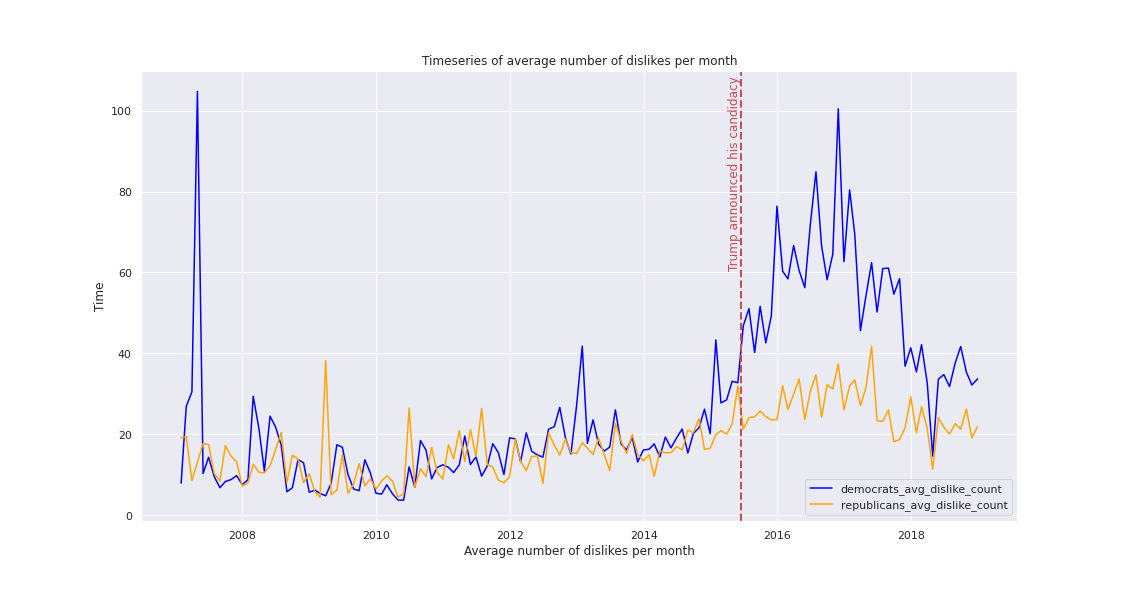 Timeseries of average number of dislikes per month
Time
100
80
60
40
20
0
Trump announced his candidacy
democrats_avg_dislike_count
republicans_avg_dislike_count
2008
2010
2012
2014
2016
2018
Average number of dislikes per month